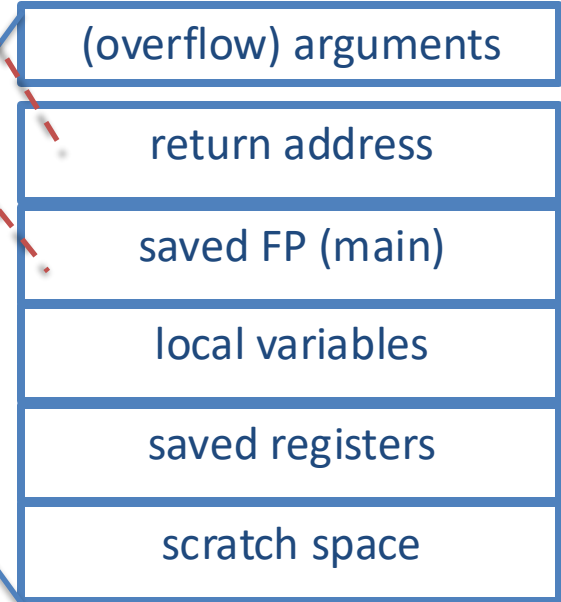 (overflow) arguments
return address
saved FP (main)
local variables
saved registers
scratch space